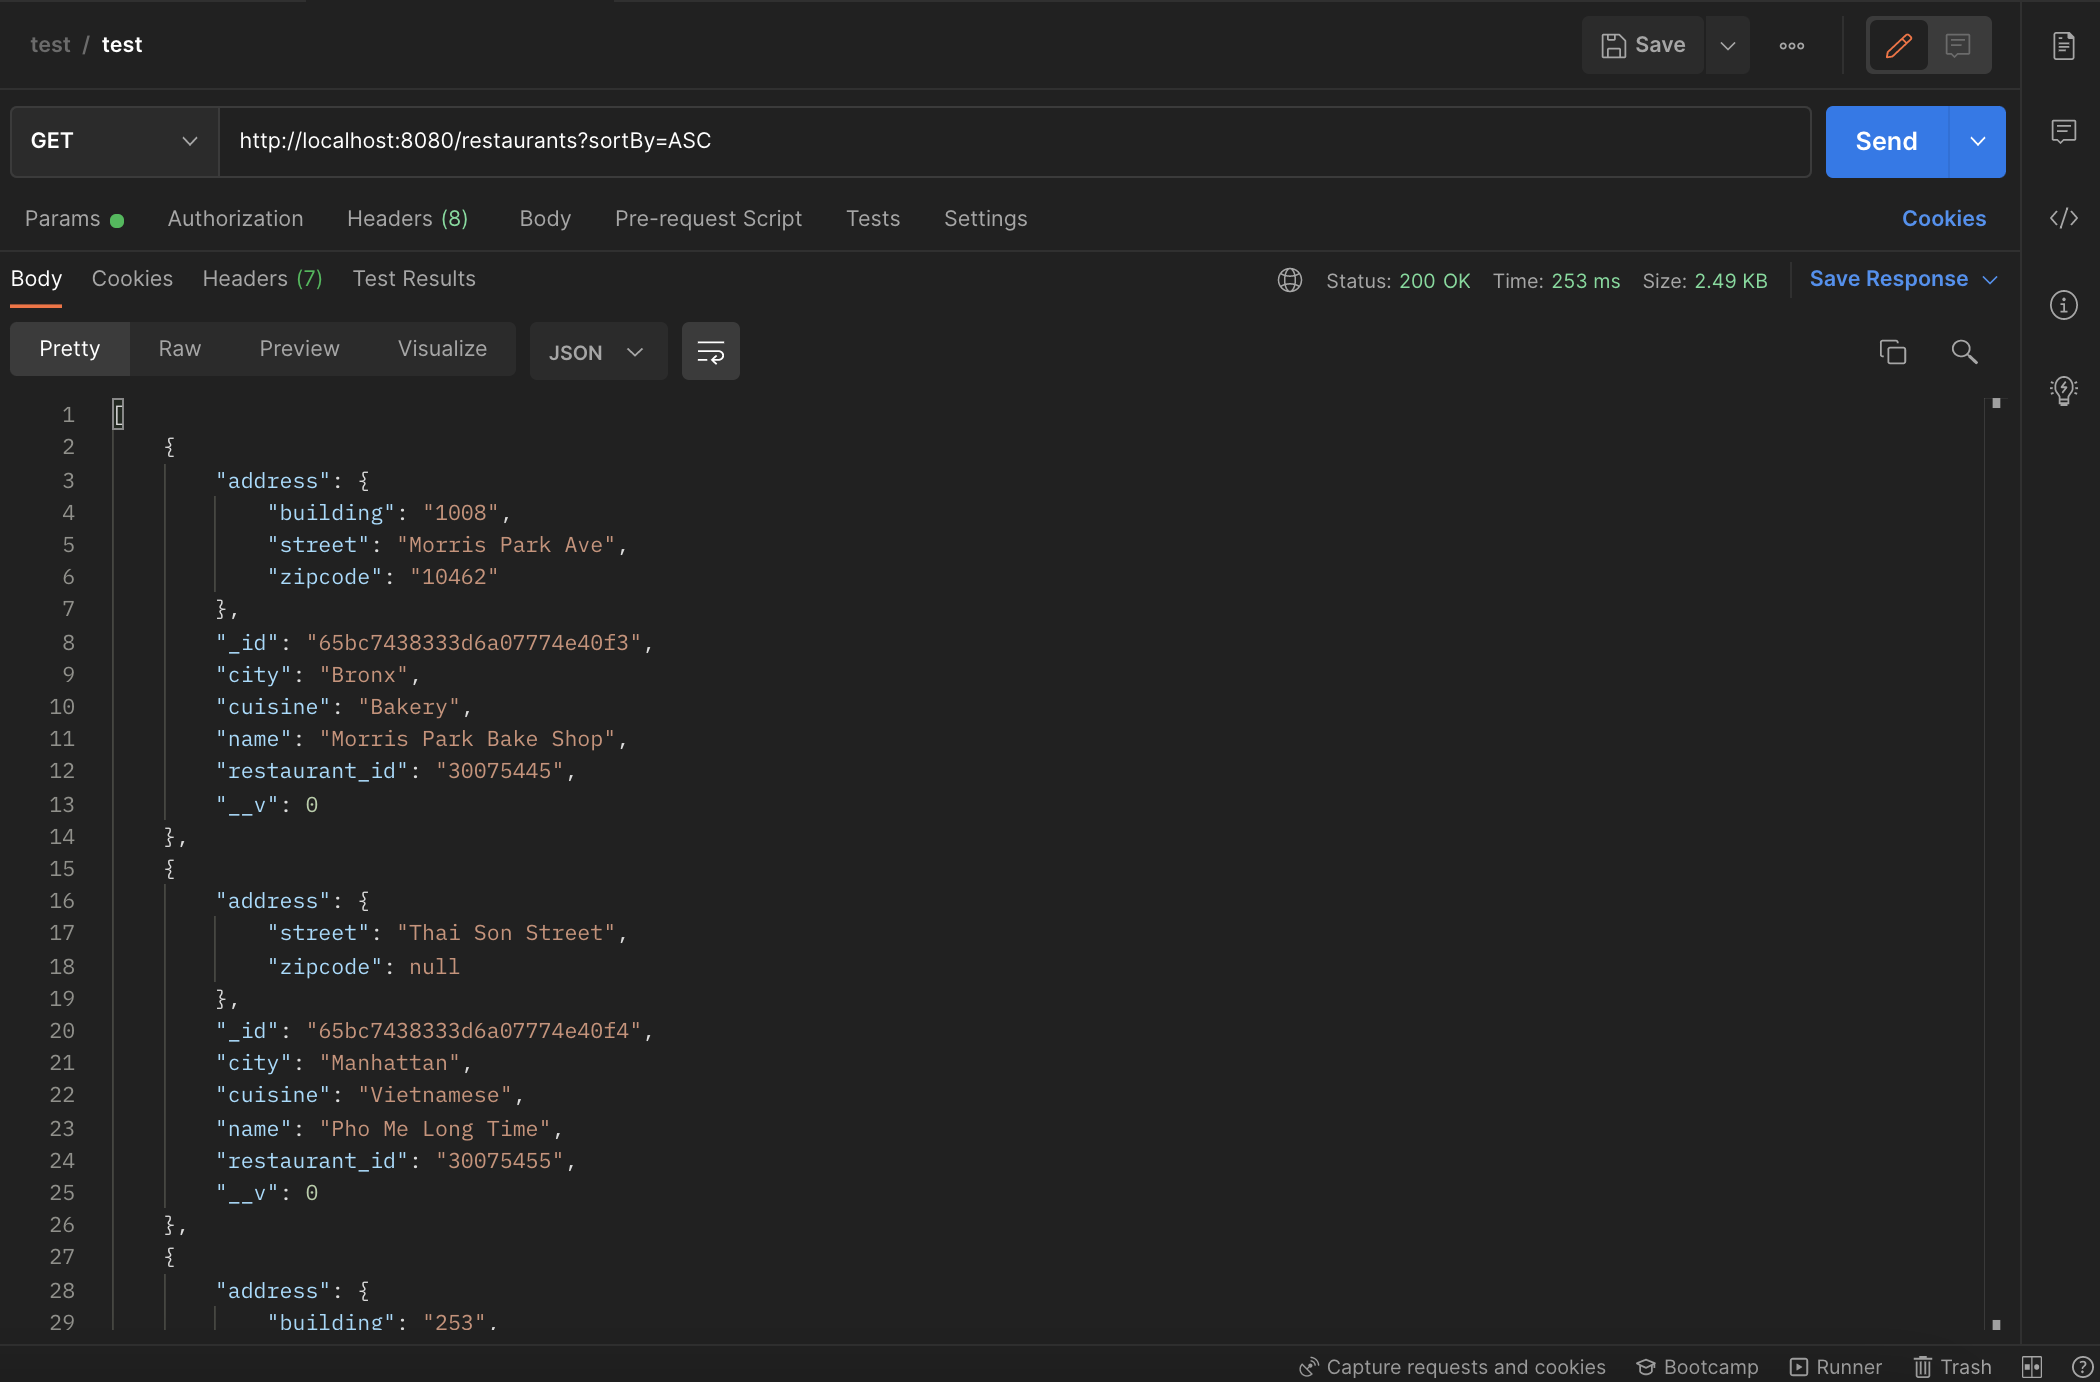 test / test
Save
GET http://localhost:8080/restaurants?sortBy=ASC Send
Params Authorization Headers (8) Body Pre-request Script Tests Settings Cookies
Body Cookies Headers (7) Test Results Status: 200 OK Time: 253 ms Size: 2.49 KB Save Response
Pretty Raw Preview Visualize JSON
1 [
2 {
3 "address": {
4 "building": "1008",
5 "street": "Morris Park Ave",
6 "zipcode": "10462"
7 },
8 "_id": "65bc7438333d6a07774e40f3",
9 "city": "Bronx",
10 "cuisine": "Bakery",
11 "name": "Morris Park Bake Shop",
12 "restaurant_id": "30075445",
13 "__v": 0
14 },
15 {
16 "address": {
17 "street": "Thai Son Street",
18 "zipcode": null
19 },
20 "_id": "65bc7438333d6a07774e40f4",
21 "city": "Manhattan",
22 "cuisine": "Vietnamese",
23 "name": "Pho Me Long Time",
24 "restaurant_id": "30075455",
25 "__v": 0
26 },
27 {
28 "address": {
29 "building": "253",
Capture requests and cookies Bootcamp Runner Trash